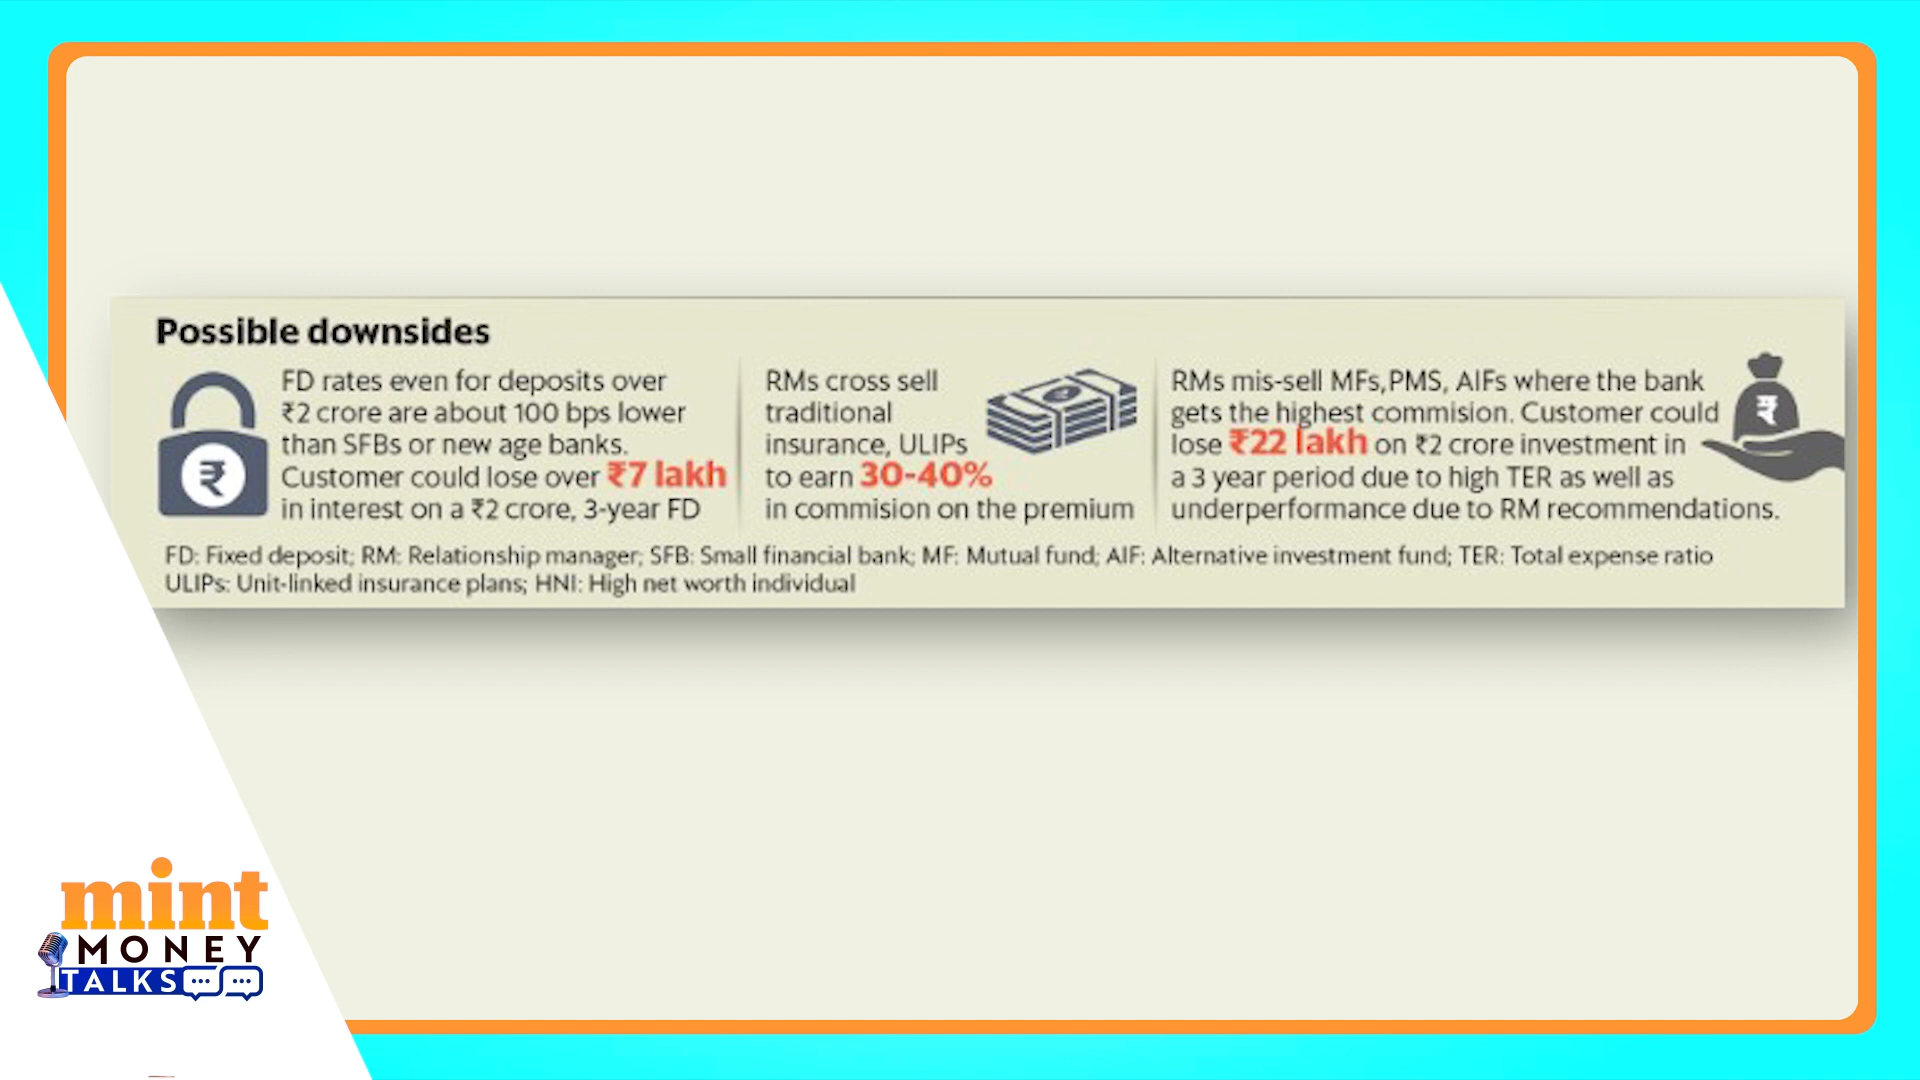 Possible downsides
FD rates even for deposits over
₹2 crore are about 100 bps lower
than SFBs or new age banks.
Customer could lose over ₹7 lakh
in interest on a ₹2 crore, 3-year FD
RMs cross sell
traditional
insurance, ULIPs
to earn 30-40%
in commision on the premium
RMs mis-sell MFs,PMS, AIFs where the bank
gets the highest commision. Customer could
lose ₹22 lakh on ₹2 crore investment in
a 3 year period due to high TER as well as
underperformance due to RM recommendations.
FD: Fixed deposit; RM: Relationship manager; SFB: Small financial bank; MF: Mutual fund; AIF: Alternative investment fund; TER: Total expense ratio
ULIPs: Unit-linked insurance plans; HNI: High net worth individual
mint
MONEY
TALKS